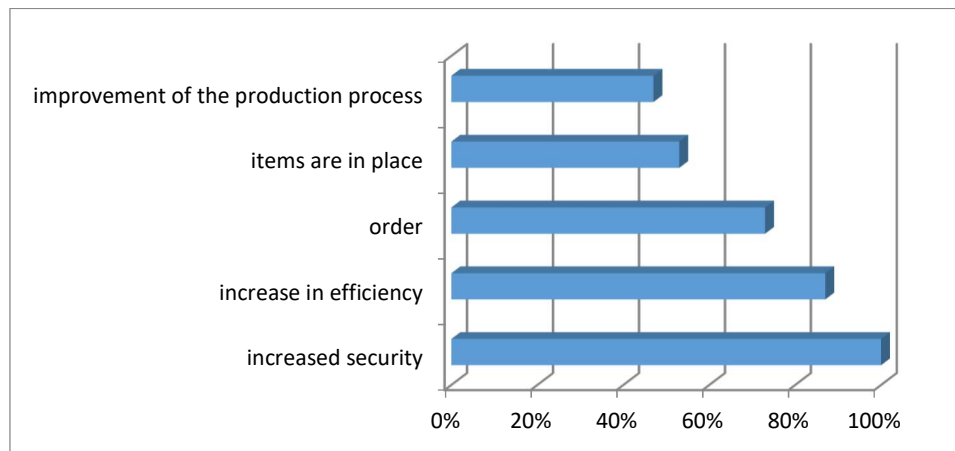 improvement of the production process
items are in place
order
increase in efficiency
increased security
0% 20% 40% 60% 80% 100%